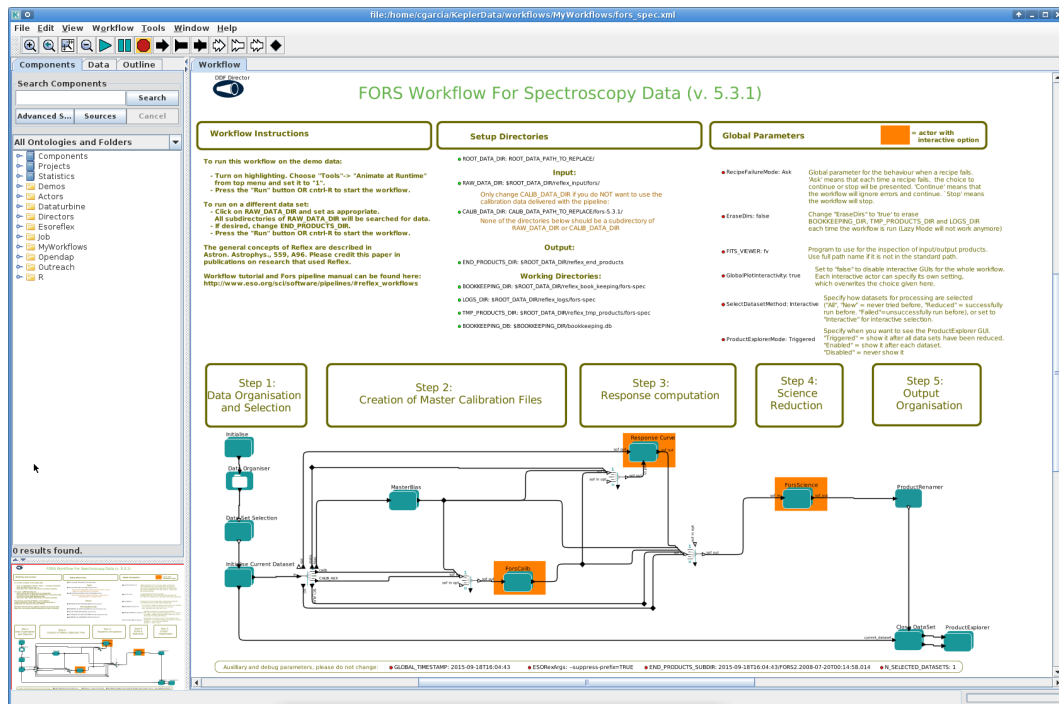 file:/home/cgarcia/KeplerData/workflows/MyWorkflows/fors_spec.xml
File Edit View Workflow Tools Window Help
Components Data Outline
Search Components
Search
Advanced S... Sources Cancel
All Ontologies and Folders
Components
Projects
Statistics
Demos
Actors
Dataturbine
Directors
Esoreflex
Job
MyWorkflows
Opendap
Outreach
R
0 results found.
Workflow
DDF Director
FORS Workflow For Spectroscopy Data (v. 5.3.1)
Workflow Instructions
To run this workflow on the demo data:
- Turn on highlighting. Choose "Tools"-> "Animate at Runtime"
from top menu and set it to "1".
- Press the "Run" button OR cntrl-R to start the workflow.
To run on a different data set:
- Click on RAW_DATA_DIR and set as appropriate.
All subdirectories of RAW_DATA_DIR will be searched for data.
- If desired, change END_PRODUCTS_DIR.
- Press the "Run" button OR cntrl-R to start the workflow.
The general concepts of Reflex are described in
Astron. Astrophys., 559, A96. Please credit this paper in
publications on research that used Reflex.
Workflow tutorial and Fors pipeline manual can be found here:
http://www.eso.org/sci/software/pipelines/#reflex_workflows
Setup Directories
ROOT_DATA_DIR: ROOT_DATA_PATH_TO_REPLACE/
Input:
RAW_DATA_DIR: $ROOT_DATA_DIR/reflex_input/fors/
Only change CALIB_DATA_DIR if you do NOT want to use the
calibration data delivered with the pipeline:
CALIB_DATA_DIR: CALIB_DATA_PATH_TO_REPLACE/fors-5.3.1/
None of the directories below should be a subdirectory of
RAW_DATA_DIR or CALIB_DATA_DIR
Output:
END_PRODUCTS_DIR: $ROOT_DATA_DIR/reflex_end_products
Working Directories:
BOOKKEEPING_DIR: $ROOT_DATA_DIR/reflex_book_keeping/fors-spec
LOGS_DIR: $ROOT_DATA_DIR/reflex_logs/fors-spec
TMP_PRODUCTS_DIR: $ROOT_DATA_DIR/reflex_tmp_products/fors-spec
BOOKKEEPING_DB: $BOOKKEEPING_DIR/bookkeeping.db
Global Parameters
= actor with
interactive option
RecipeFailureMode: Ask
Global parameter for the behaviour when a recipe fails.
'Ask' means that each time a recipe fails, the choice to
continue or stop will be presented. 'Continue' means that
the workflow will ignore errors and continue. 'Stop' means
the workflow will stop.
EraseDirs: false
Change "EraseDirs" to 'true' to erase
BOOKKEEPING_DIR, TMP_PRODUCTS_DIR and LOGS_DIR
each time the workflow is run (Lazy Mode will not work anymore)
FITS_VIEWER: fv
Program to use for the inspection of input/output products.
Use full path name if it is not in the standard path.
GlobalPlotInteractivity: true
Set to "false" to disable interactive GUIs for the whole workflow.
Each interactive actor can specify its own setting,
which overwrites the choice given here.
SelectDatasetMethod: Interactive
Specify how datasets for processing are selected
("All", "New" = never tried before, "Reduced" = successfully
run before, "Failed"=unsuccessfully run before), or set to
"Interactive" for interactive selection.
ProductExplorerMode: Triggered
Specify when you want to see the ProductExplorer GUI.
"Triggered" = show it after all data sets have been reduced.
"Enabled" = show it after each dataset.
"Disabled" = never show it
Step 1:
Data Organisation
and Selection
Step 2:
Creation of Master Calibration Files
Step 3:
Response computation
Step 4:
Science
Reduction
Step 5:
Output
Organisation
Initialise
Data Organiser
Data Set Selection
Initialise Current Dataset
MasterBias
ForsCalib
Response Curve
ForsScience
ProductRenamer
current_dataset
Close DataSet
ProductExplorer
Auxiliary and debug parameters, please do not change:
GLOBAL_TIMESTAMP: 2015-09-18T16:04:43
ESORexArgs: --suppress-prefix=TRUE
END_PRODUCTS_SUBDIR: 2015-09-18T16:04:43/FORS2.2008-07-20T00:14:58.014
N_SELECTED_DATASETS: 1